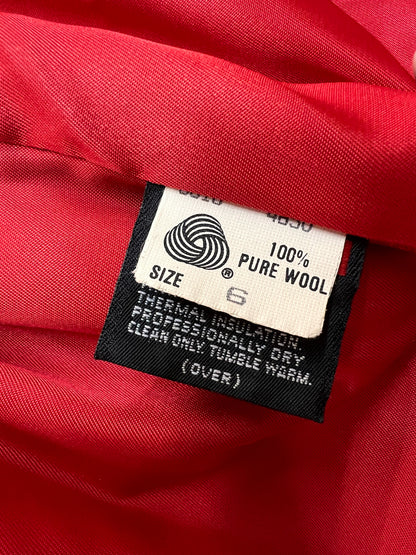 100%
PURE WOOL
®
SIZE
6
THERMAL INSULATION.
PROFESSIONALLY DRY
CLEAN ONLY. TUMBLE WARM.
(OVER)